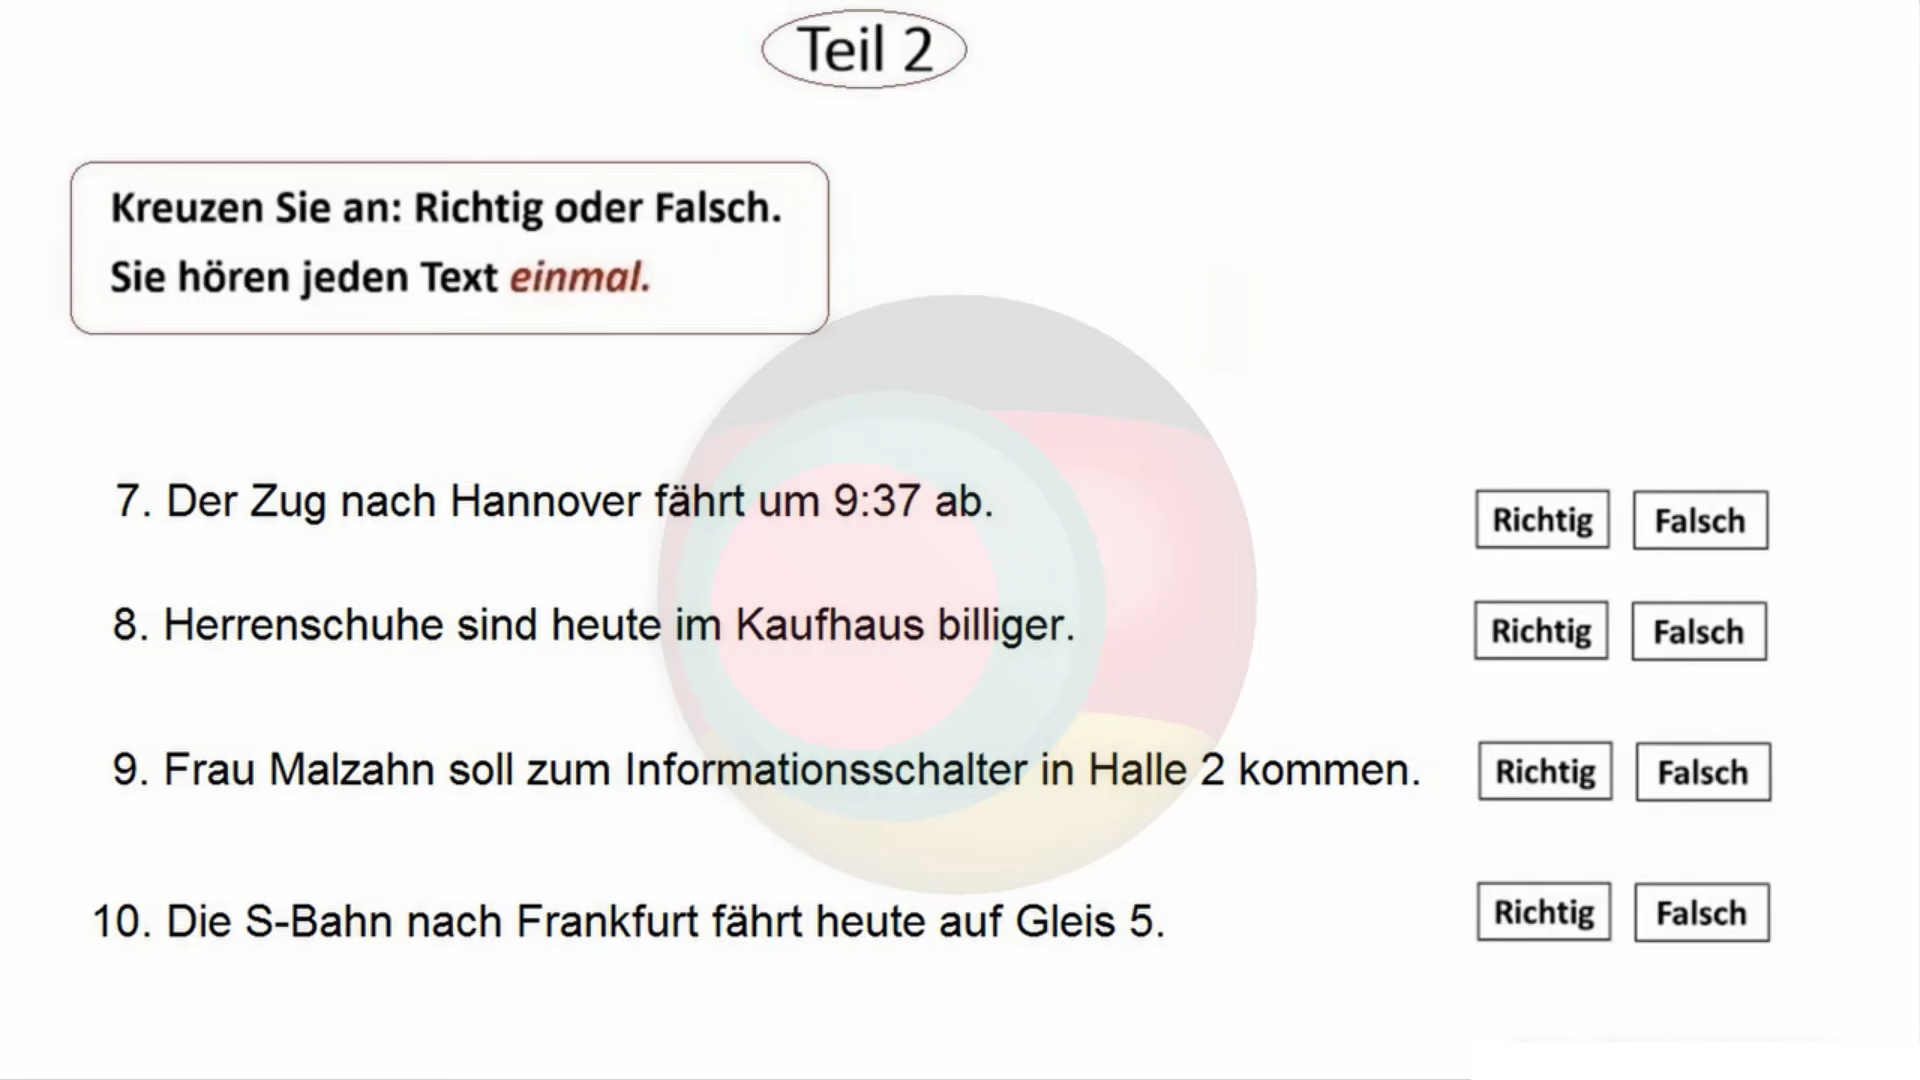 Teil 2
Kreuzen Sie an: Richtig oder Falsch.
Sie hören jeden Text einmal.
7. Der Zug nach Hannover fährt um 9:37 ab.
Richtig Falsch
8. Herrenschuhe sind heute im Kaufhaus billiger.
Richtig Falsch
9. Frau Malzahn soll zum Informationsschalter in Halle 2 kommen.
Richtig Falsch
10. Die S-Bahn nach Frankfurt fährt heute auf Gleis 5.
Richtig Falsch